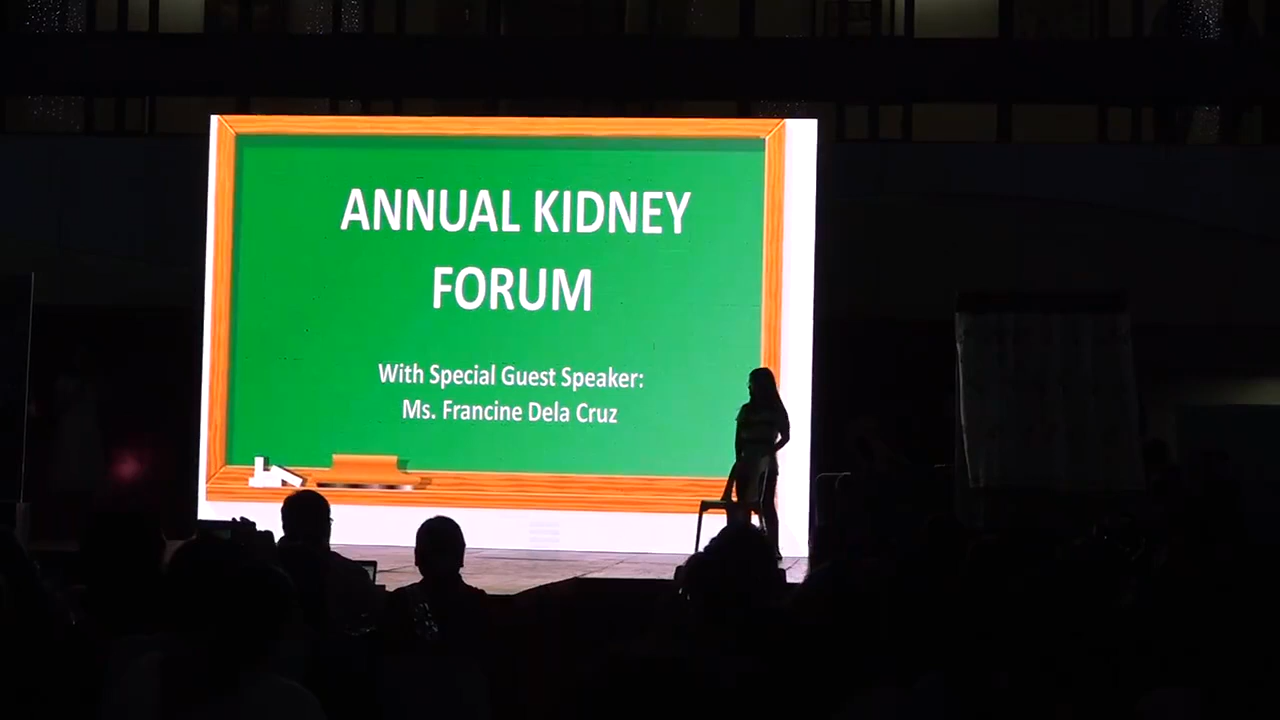 ANNUAL KIDNEY
FORUM
With Special Guest Speaker:
Ms. Francine Dela Cruz